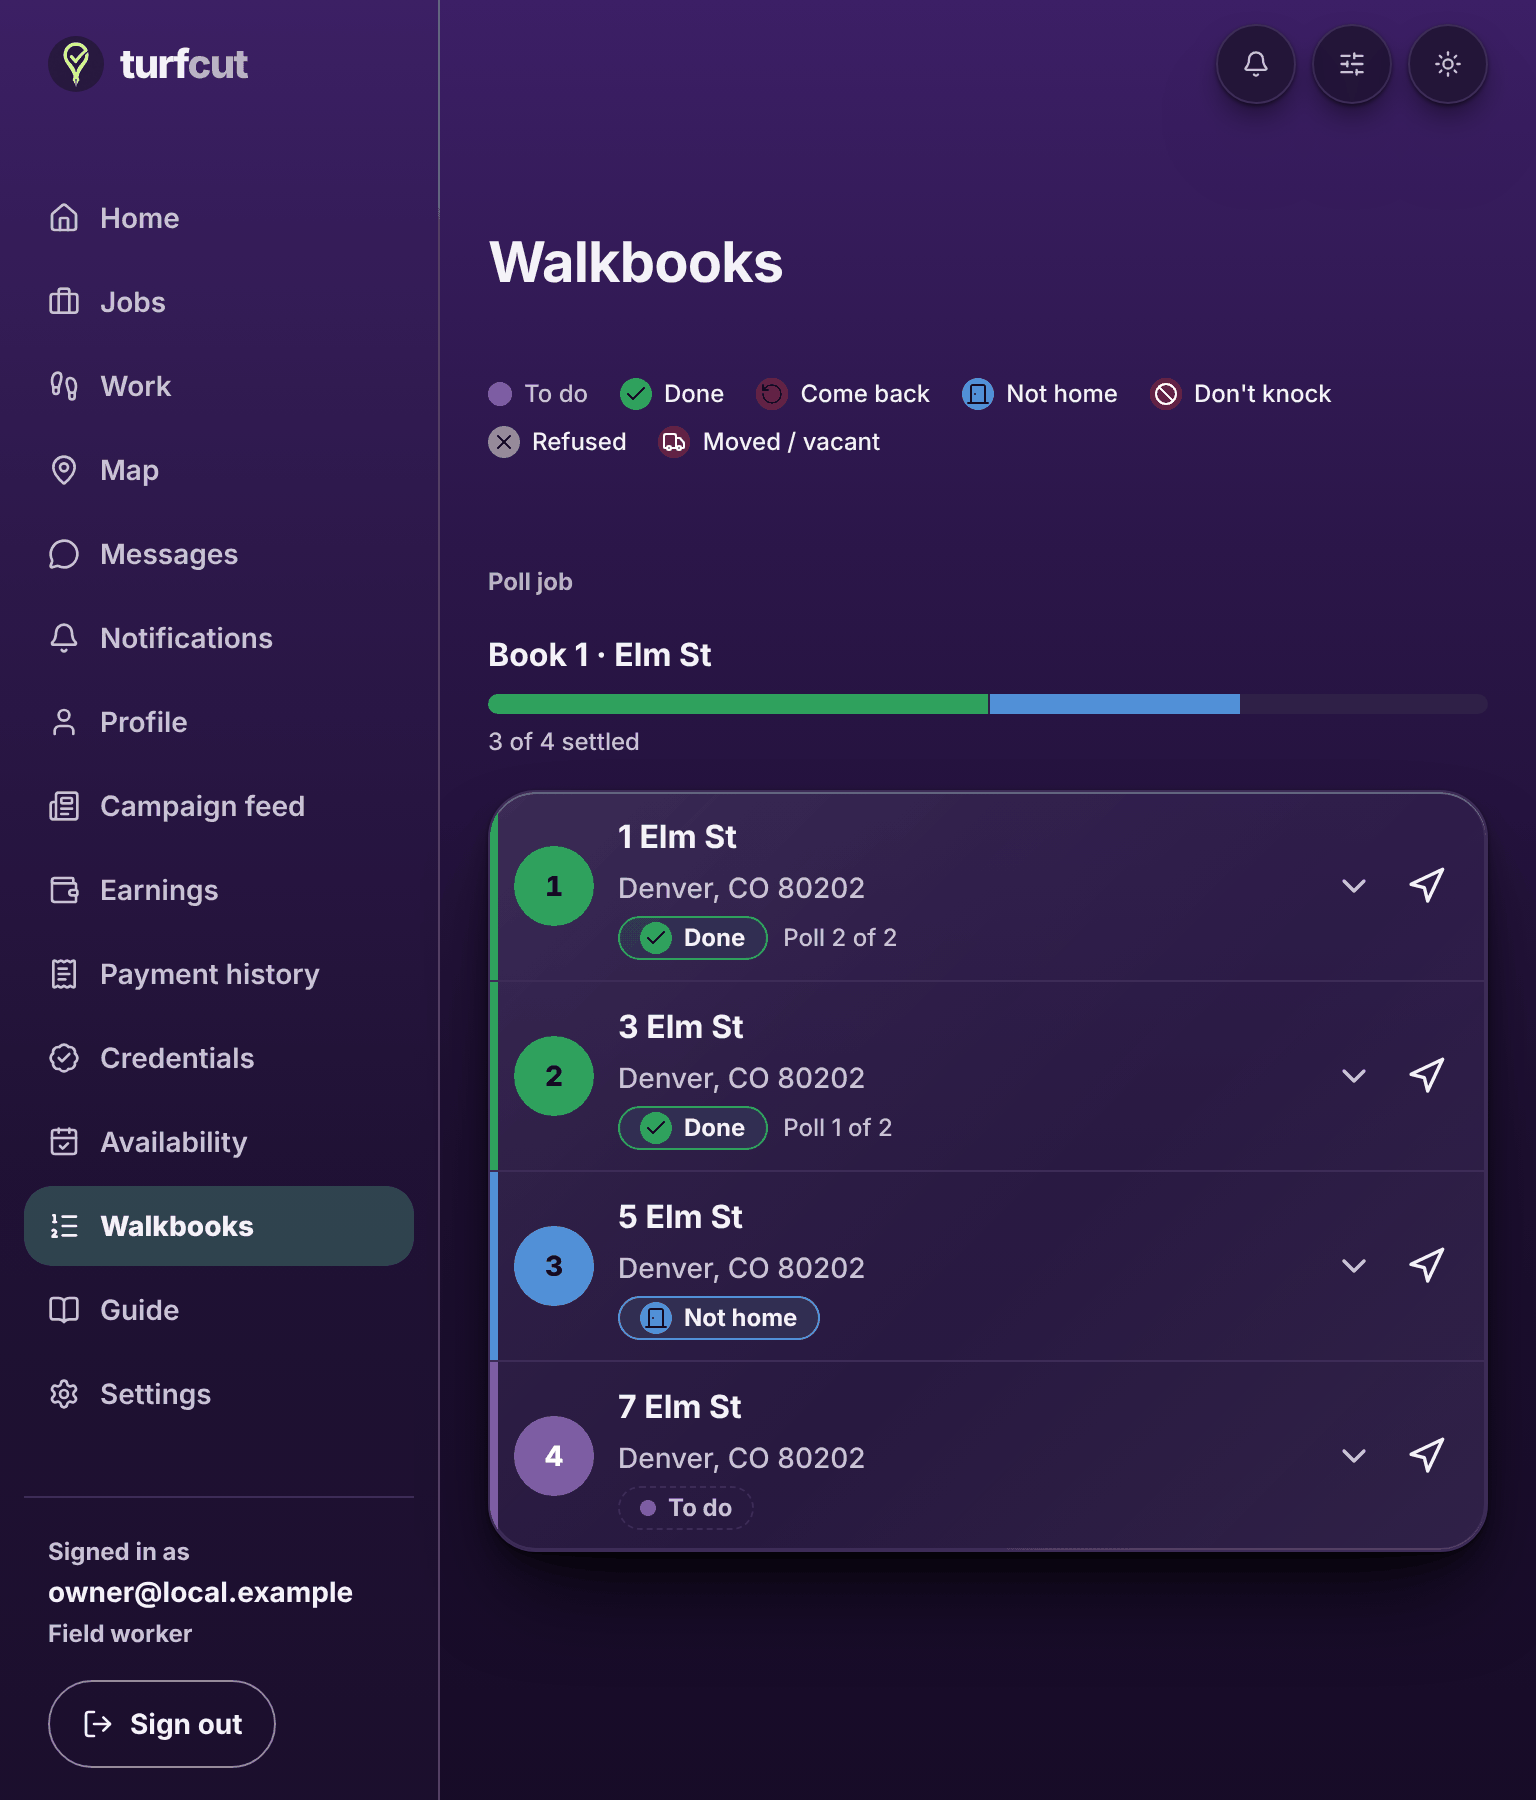 turfcut
Home
Jobs
Work
Map
Messages
Notifications
Profile
Campaign feed
Earnings
Payment history
Credentials
Availability
Walkbooks
Guide
Settings
Signed in as
owner@local.example
Field worker
Sign out
Walkbooks
To do Done Come back Not home Don't knock
Refused Moved / vacant
Poll job
Book 1 · Elm St
3 of 4 settled
1 Elm St
1
Denver, CO 80202
Done Poll 2 of 2
3 Elm St
2
Denver, CO 80202
Done Poll 1 of 2
5 Elm St
3
Denver, CO 80202
Not home
7 Elm St
4
Denver, CO 80202
To do